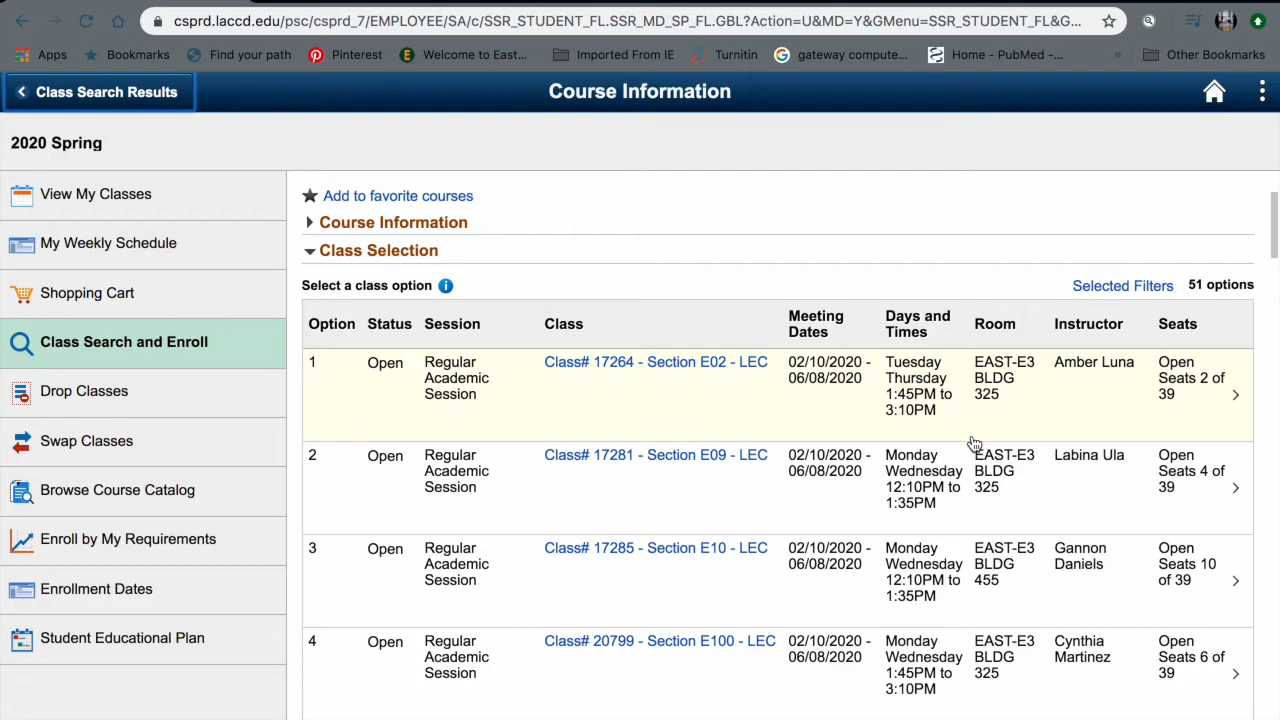 csprd.laccd.edu/psc/csprd_7/EMPLOYEE/SA/c/SSR_STUDENT_FL.SSR_MD_SP_FL.GBL?Action=U&MD=Y&GMenu=SSR_STUDENT_FL&G...
Apps Bookmarks Find your path Pinterest Welcome to East... Imported From IE Turnitin gateway compute... Home - PubMed -... » Other Bookmarks
Class Search Results Course Information
2020 Spring
View My Classes
My Weekly Schedule
Shopping Cart
Class Search and Enroll
Drop Classes
Swap Classes
Browse Course Catalog
Enroll by My Requirements
Enrollment Dates
Student Educational Plan
Add to favorite courses
Course Information
Class Selection
Select a class option Selected Filters 51 options
Option Status Session Class Meeting Dates Days and Times Room Instructor Seats
1 Open Regular Academic Session Class# 17264 - Section E02 - LEC 02/10/2020 - 06/08/2020 Tuesday Thursday 1:45PM to 3:10PM EAST-E3 BLDG 325 Amber Luna Open Seats 2 of 39
2 Open Regular Academic Session Class# 17281 - Section E09 - LEC 02/10/2020 - 06/08/2020 Monday Wednesday 12:10PM to 1:35PM EAST-E3 BLDG 325 Labina Ula Open Seats 4 of 39
3 Open Regular Academic Session Class# 17285 - Section E10 - LEC 02/10/2020 - 06/08/2020 Monday Wednesday 12:10PM to 1:35PM EAST-E3 BLDG 455 Gannon Daniels Open Seats 10 of 39
4 Open Regular Academic Session Class# 20799 - Section E100 - LEC 02/10/2020 - 06/08/2020 Monday Wednesday 1:45PM to 3:10PM EAST-E3 BLDG 325 Cynthia Martinez Open Seats 6 of 39